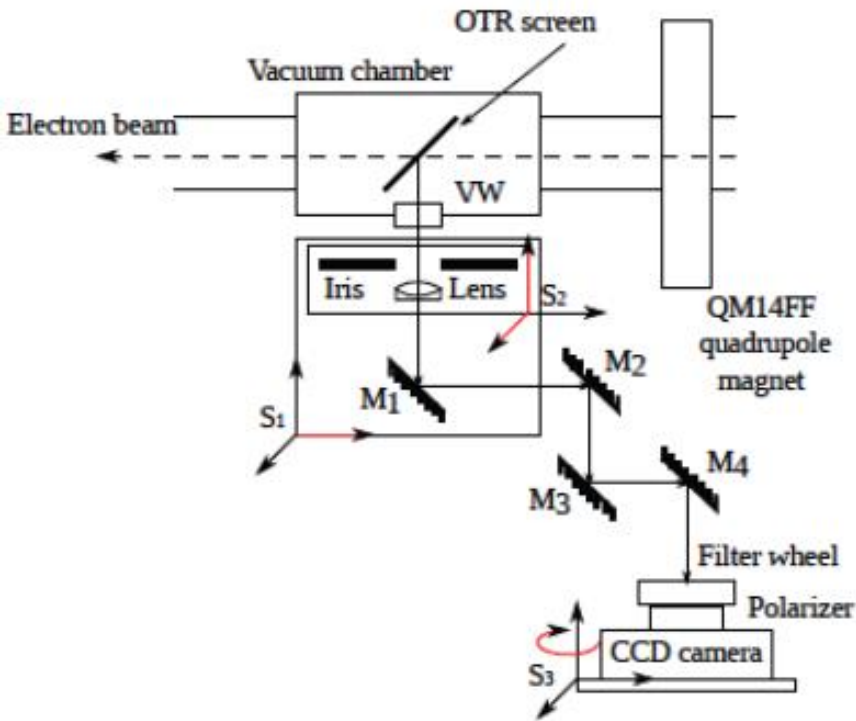 OTR screen
Vacuum chamber
Electron beam
VW
Iris
Lens
S2
QM14FF
quadrupole
magnet
M1
M2
S1
M3
M4
Filter wheel
Polarizer
CCD camera
S3